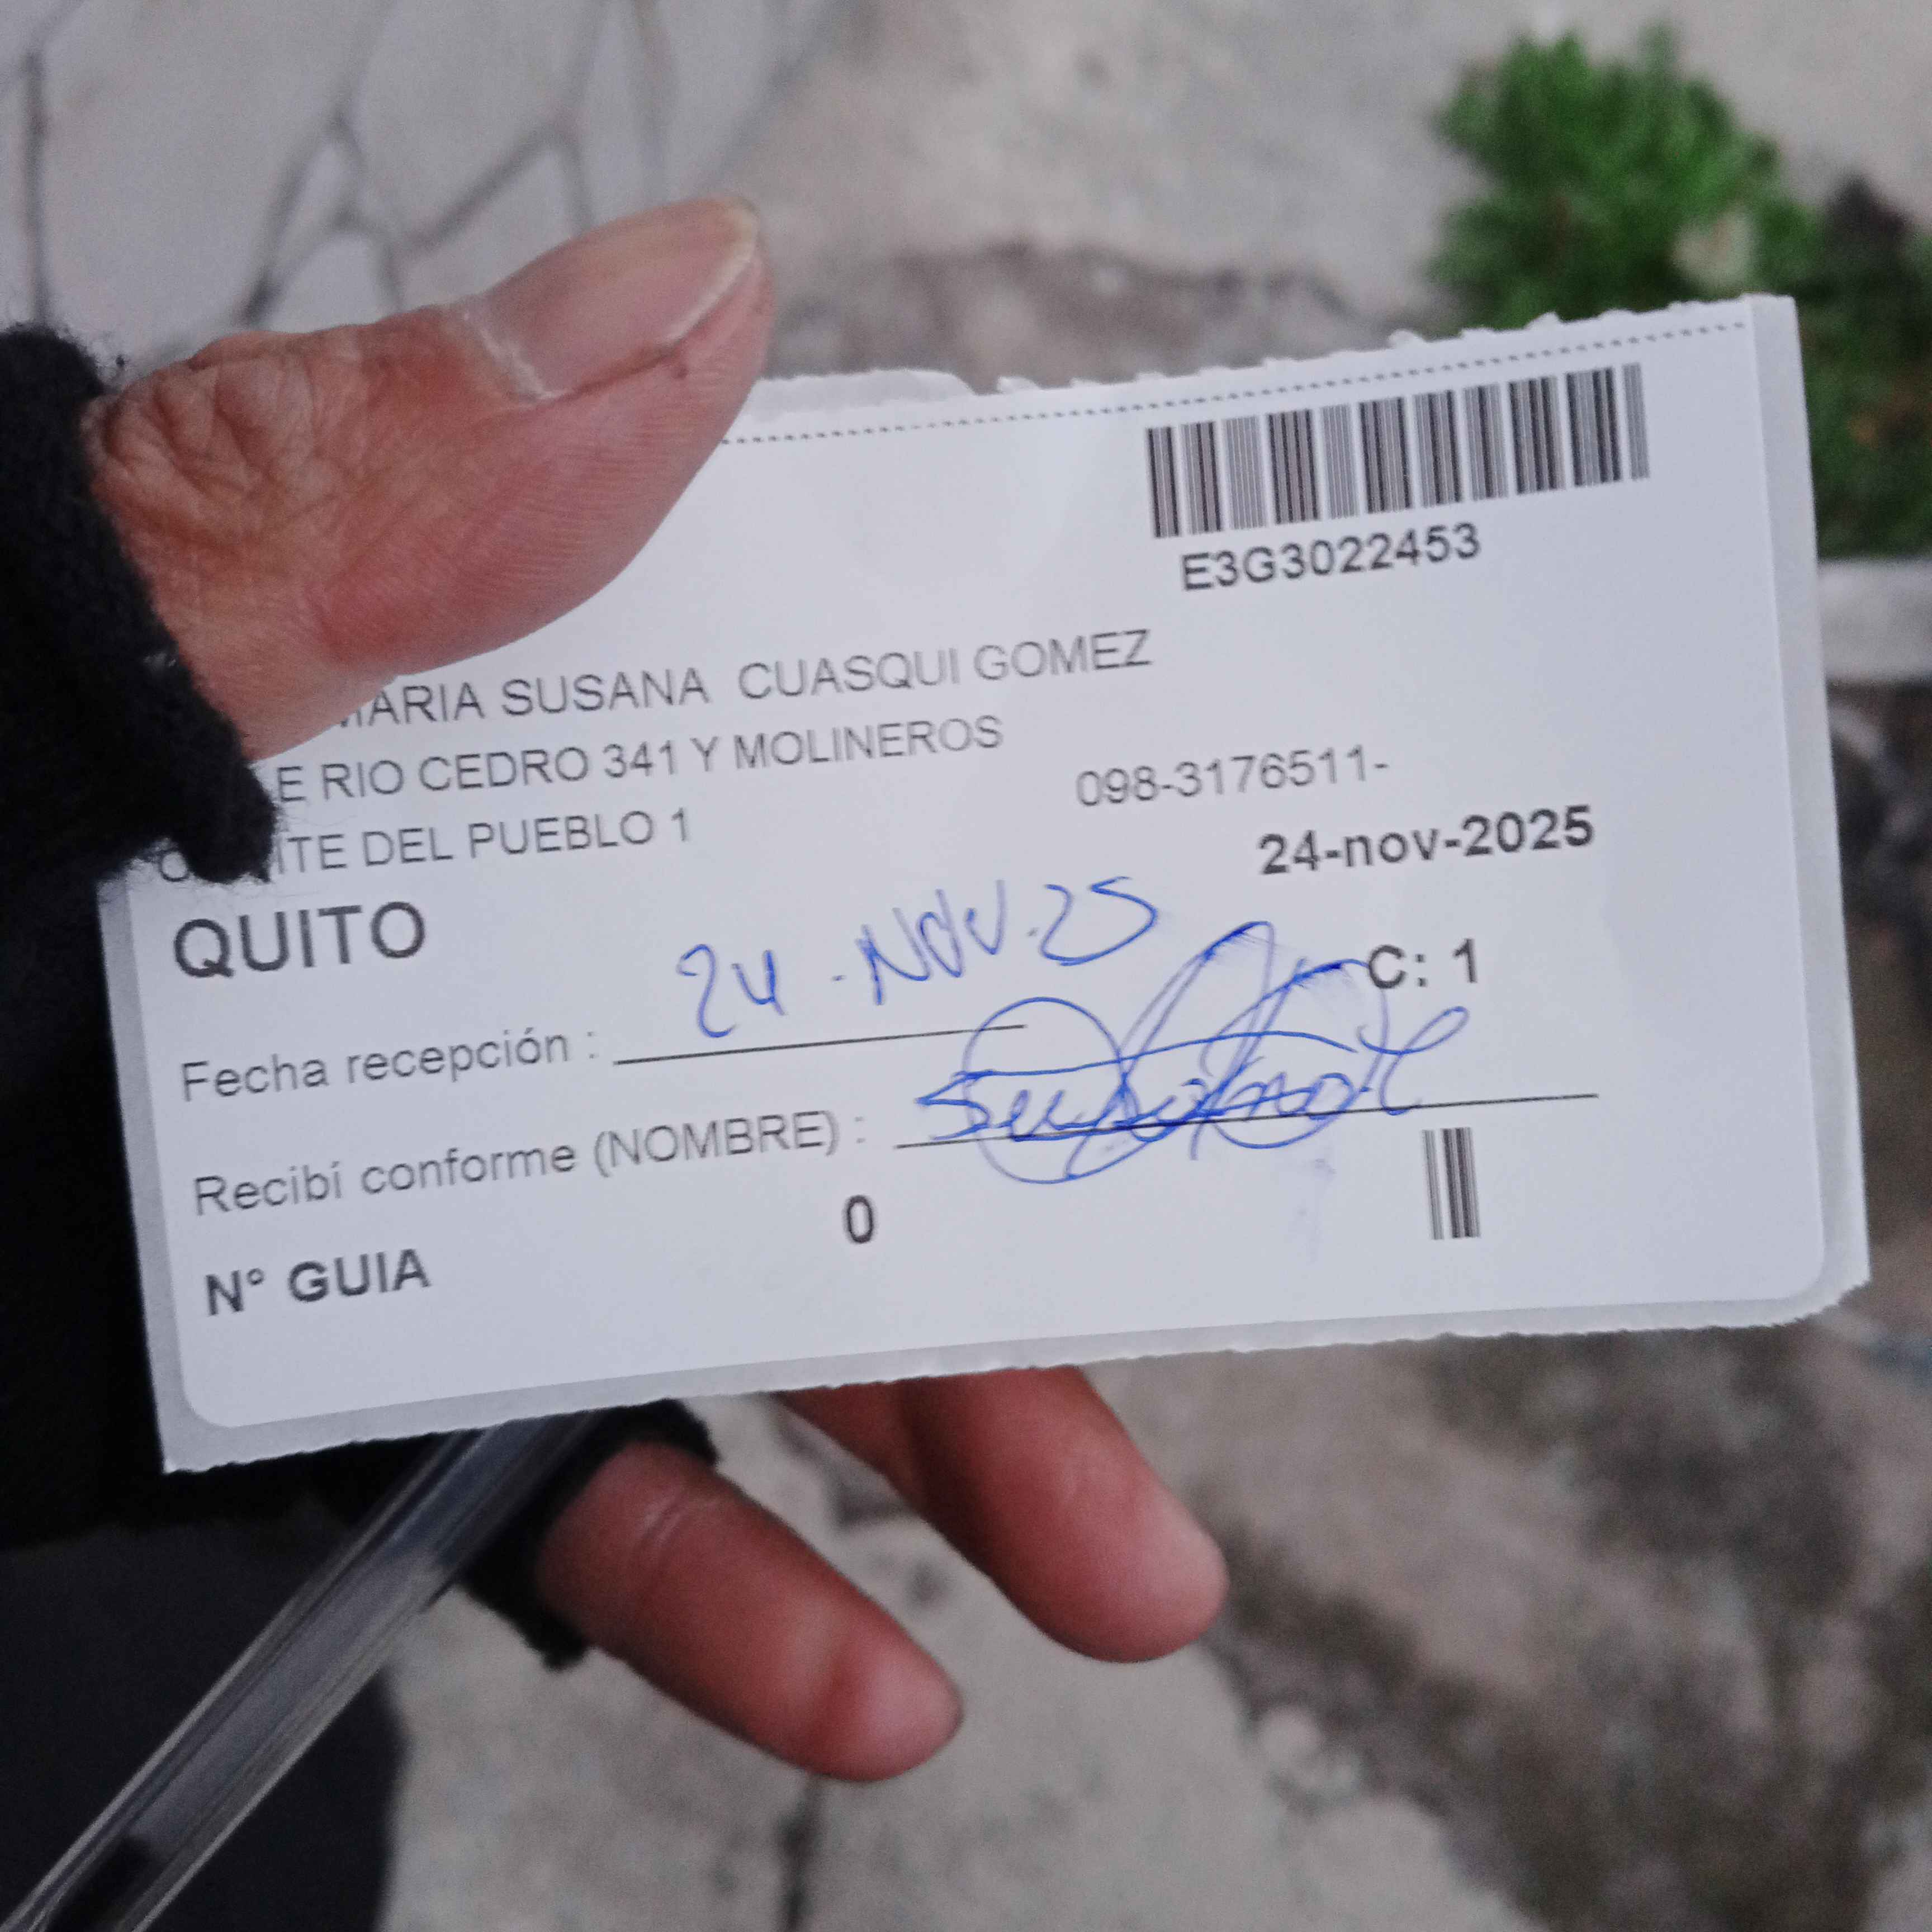 E3G3022453
MARIA SUSANA CUASQUI GOMEZ
E RIO CEDRO 341 Y MOLINEROS
098-3176511-
ITE DEL PUEBLO 1
24-nov-2025
QUITO
C: 1
Fecha recepción : 24-NOV-25
Recibí conforme (NOMBRE) :
N° GUIA 0